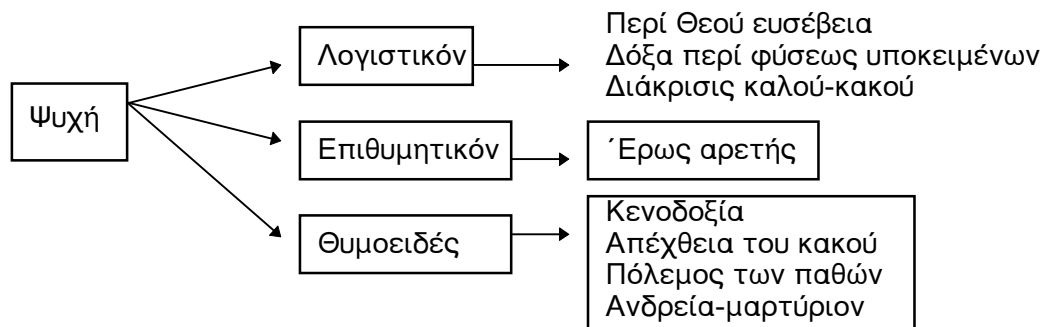 Ψυχή
Λογιστικόν
Περί Θεού ευσέβεια
Δόξα περί φύσεως υποκειμένων
Διάκρισις καλού-κακού
Επιθυμητικόν
΄Ερως αρετής
Θυμοειδές
Κενοδοξία
Απέχθεια του κακού
Πόλεμος των παθών
Ανδρεία-μαρτύριον